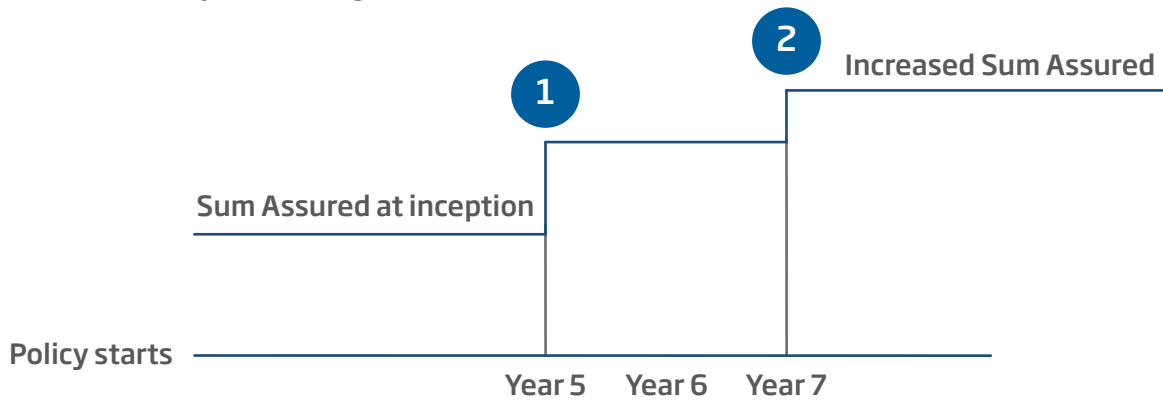 2
Increased Sum Assured
1
Sum Assured at inception
Policy starts
Year 5 Year 6 Year 7